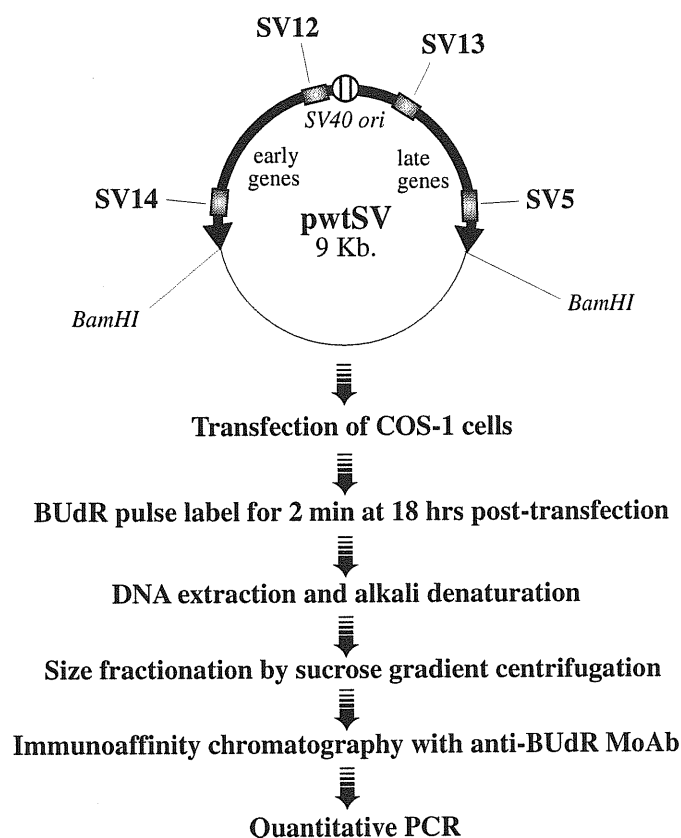 SV12
SV13
SV40 ori
early
genes
late
genes
SV14
pwtSV
9 Kb.
SV5
BamHI
BamHI
Transfection of COS-1 cells
BUdR pulse label for 2 min at 18 hrs post-transfection
DNA extraction and alkali denaturation
Size fractionation by sucrose gradient centrifugation
Immunoaffinity chromatography with anti-BUdR MoAb
Quantitative PCR